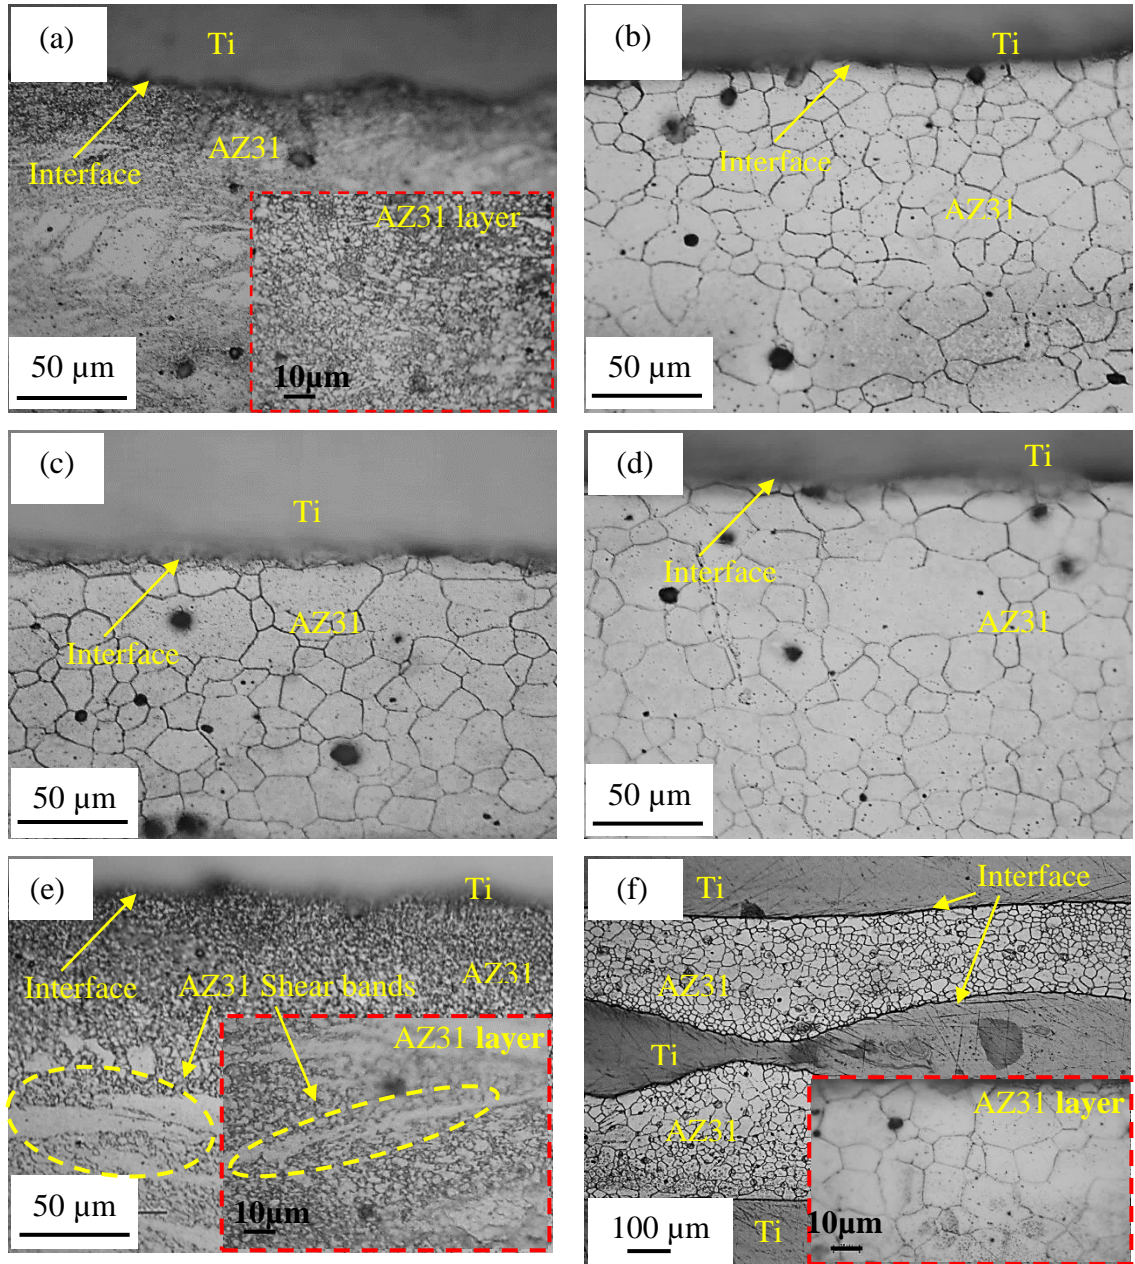 (a)
Ti
AZ31
Interface
AZ31 layer
50 µm
10µm
(b)
Ti
Interface
AZ31
50 µm
(c)
Ti
AZ31
Interface
50 µm
(d)
Ti
Interface
AZ31
50 µm
(e)
Ti
Interface
AZ31 Shear bands
AZ31
AZ31 layer
50 µm
10µm
(f)
Ti
Interface
AZ31
Ti
AZ31
AZ31 layer
100 µm
Ti
10µm